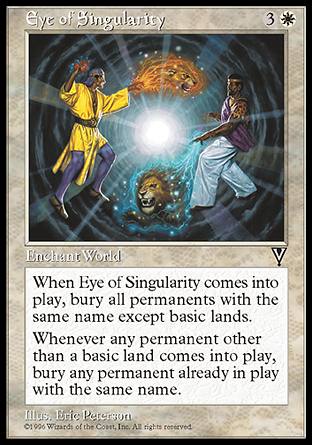 Eye of Singularity 3
Enchant World
When Eye of Singularity comes into
play, bury all permanents with the
same name except basic lands.
Whenever any permanent other
than a basic land comes into play,
bury any permanent already in play
with the same name.
Illus. Eric Peterson
©1996 Wizards of the Coast, Inc. All rights reserved.